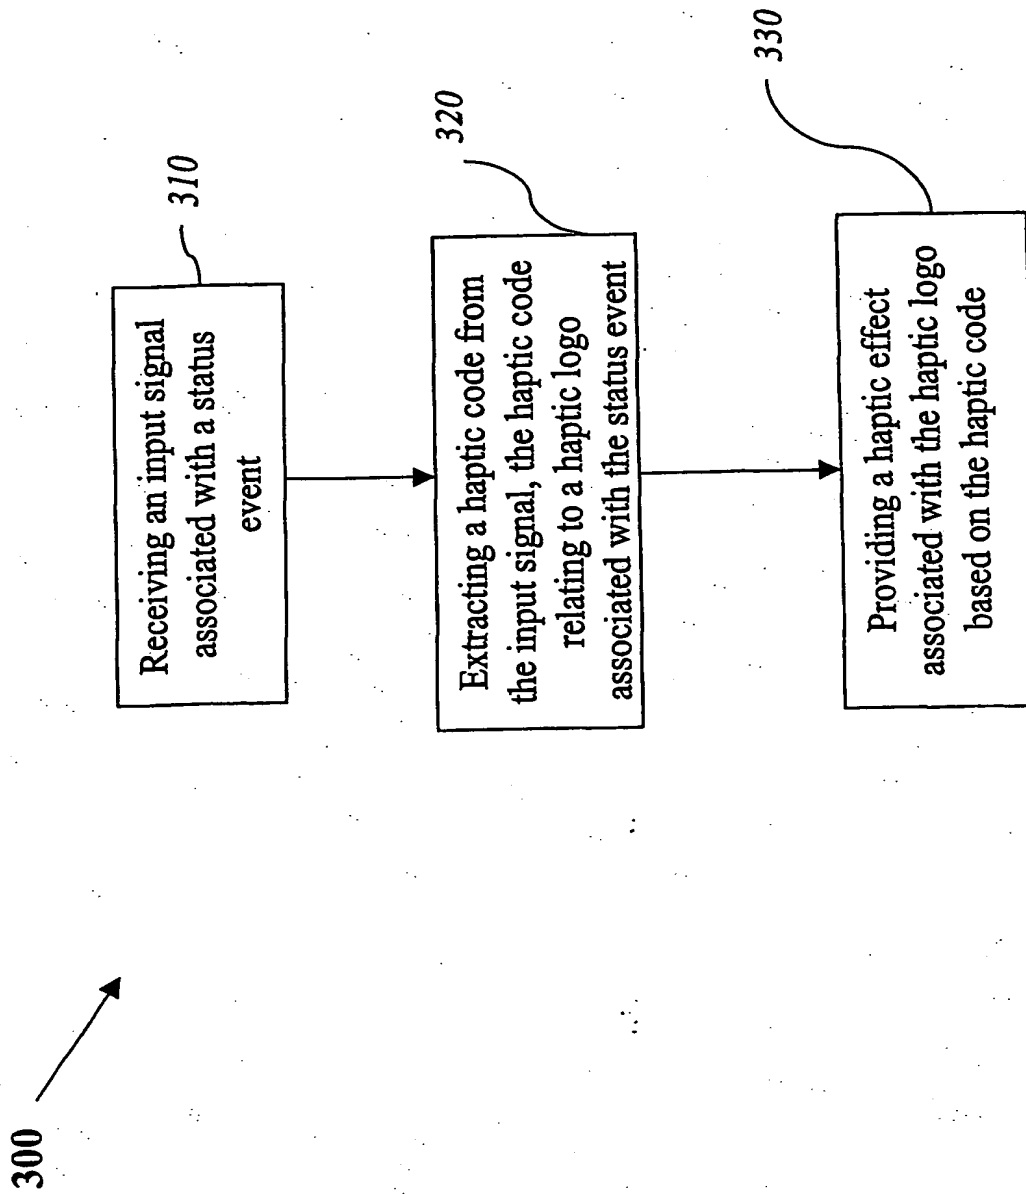 300
310
Receiving an input signal
associated with a status
event
320
Extracting a haptic code from
the input signal, the haptic code
relating to a haptic logo
associated with the status event
330
Providing a haptic effect
associated with the haptic logo
based on the haptic code